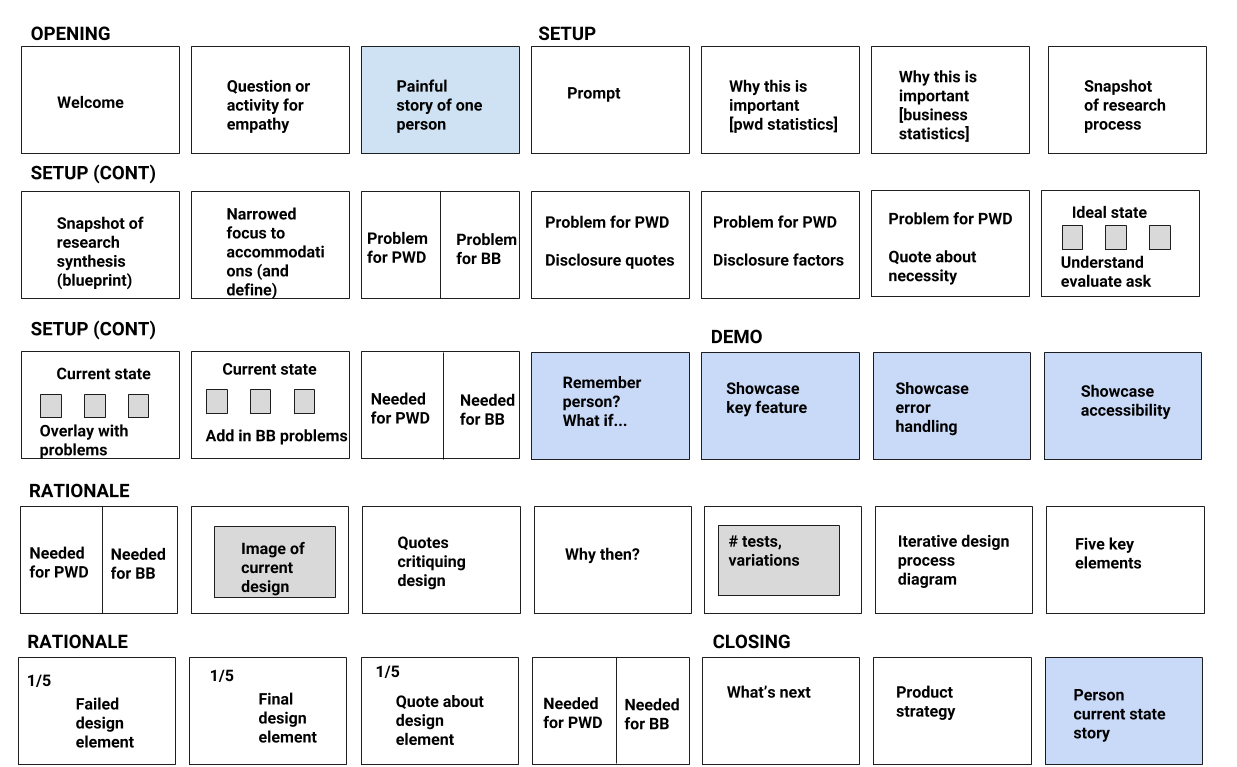 OPENING
SETUP
Welcome
Question or
activity for
empathy
Painful
story of one
person
Prompt
Why this is
important
[pwd statistics]
Why this is
important
[business
statistics]
Snapshot
of research
process
SETUP (CONT)
Snapshot of
research
synthesis
(blueprint)
Narrowed
focus to
accommodati
ons (and
define)
Problem
for PWD
Problem
for BB
Problem for PWD
Disclosure quotes
Problem for PWD
Disclosure factors
Problem for PWD
Quote about
necessity
Ideal state
Understand
evaluate ask
SETUP (CONT)
DEMO
Current state
Overlay with
problems
Current state
Add in BB problems
Needed
for PWD
Needed
for BB
Remember
person?
What if...
Showcase
key feature
Showcase
error
handling
Showcase
accessibility
RATIONALE
Needed
for PWD
Needed
for BB
Image of
current
design
Quotes
critiquing
design
Why then?
# tests,
variations
Iterative design
process
diagram
Five key
elements
RATIONALE
CLOSING
1/5
Failed
design
element
1/5
Final
design
element
1/5
Quote about
design
element
Needed
for PWD
Needed
for BB
What's next
Product
strategy
Person
current state
story